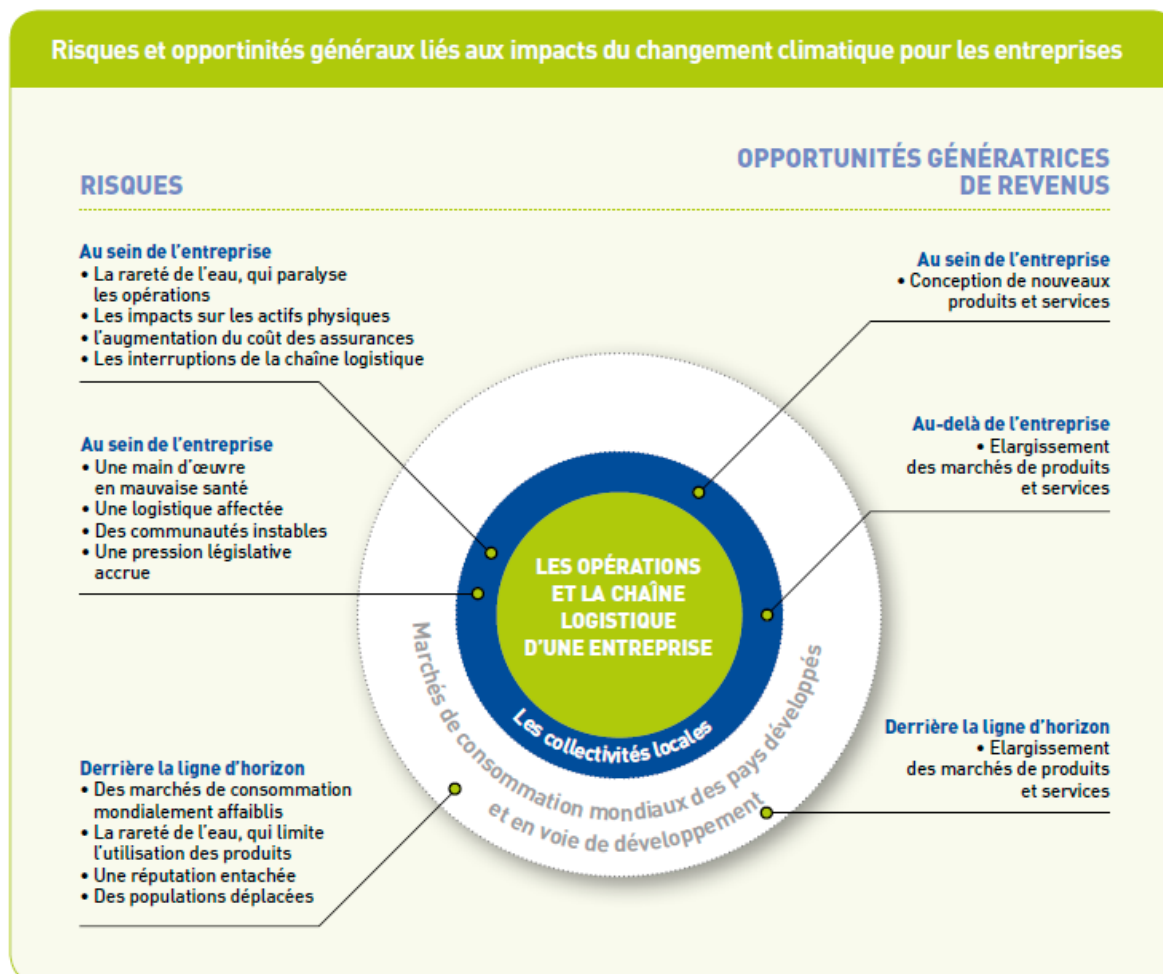 Risques et opportinités généraux liés aux impacts du changement climatique pour les entreprises
RISQUES
Au sein de l'entreprise
• La rareté de l'eau, qui paralyse
les opérations
• Les impacts sur les actifs physiques
• l'augmentation du coût des assurances
• Les interruptions de la chaîne logistique
Au sein de l'entreprise
• Une main d'œuvre
en mauvaise santé
• Une logistique affectée
• Des communautés instables
• Une pression législative
accrue
Derrière la ligne d'horizon
• Des marchés de consommation
mondialement affaiblis
• La rareté de l'eau, qui limite
l'utilisation des produits
• Une réputation entachée
• Des populations déplacées
OPPORTUNITÉS GÉNÉRATRICES
DE REVENUS
Au sein de l'entreprise
• Conception de nouveaux
produits et services
Au-delà de l'entreprise
• Elargissement
des marchés de produits
et services
Derrière la ligne d'horizon
• Elargissement
des marchés de produits
et services
LES OPÉRATIONS
ET LA CHAÎNE
LOGISTIQUE
D'UNE ENTREPRISE
Les collectivités locales
Marchés de consommation mondiaux des pays développés
et en voie de développement